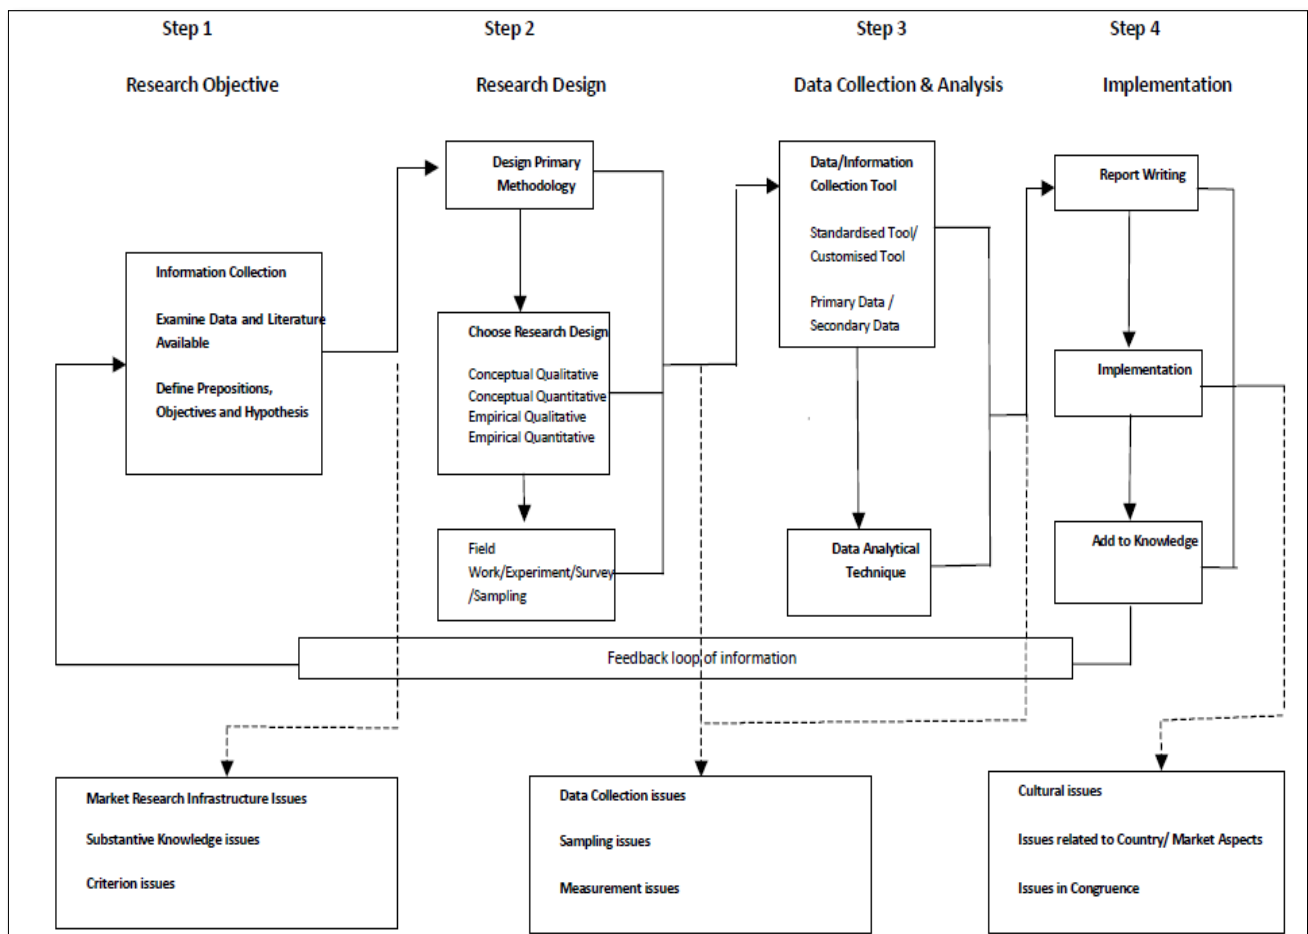 Step 1
Step 2
Step 3
Step 4
Research Objective
Research Design
Data Collection & Analysis
Implementation
Information Collection
Examine Data and Literature
Available
Define Prepositions,
Objectives and Hypothesis
Design Primary
Methodology
Choose Research Design
Conceptual Qualitative
Conceptual Quantitative
Empirical Qualitative
Empirical Quantitative
Field
Work/Experiment/Survey
/Sampling
Data/Information
Collection Tool
Standardised Tool/
Customised Tool
Primary Data /
Secondary Data
Data Analytical
Technique
Report Writing
Implementation
Add to Knowledge
Feedback loop of information
Market Research Infrastructure Issues
Substantive Knowledge issues
Criterion issues
Data Collection issues
Sampling issues
Measurement issues
Cultural issues
Issues related to Country/ Market Aspects
Issues in Congruence